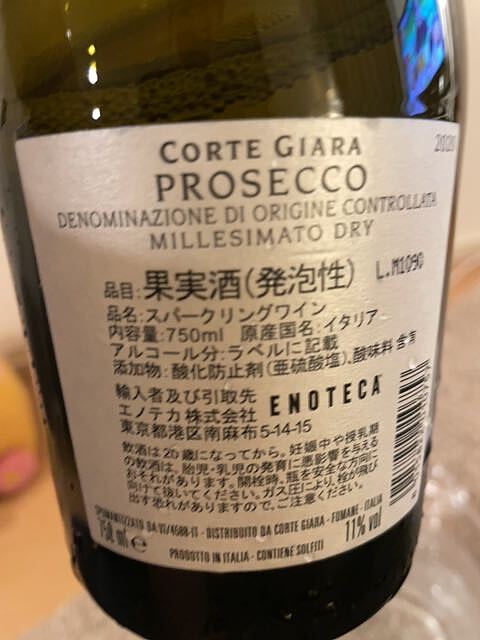 CORTE GIARA
2020
PROSECCO
DENOMINAZIONE DI ORIGINE CONTROLLATA
MILLESIMATO DRY
品目:果実酒(発泡性) L.M1090
品名:スパークリングワイン
内容量:750ml 原産国名:イタリア
アルコール分:ラベルに記載
添加物:酸化防止剤(亜硫酸塩)、酸味料 含有
輸入者及び引取先
エノテカ株式会社 ENOTECA
東京都港区南麻布5-14-15
飲酒は20歳になってから。妊娠中や授乳期
の飲酒は、胎児・乳児の発育に悪影響を与える
おそれがあります。開栓時、瓶を安全な方向に
向けて抜いてください。ガス圧により、栓が飛び
出す恐れがありますので、ご注意ください。
SPUMANTIZZATO DA VI/4588-IT - DISTRIBUITO DA CORTE GIARA - FUMANE - ITALIA
750 ml e PRODOTTO IN ITALIA - CONTIENE SOLFITI 11% vol